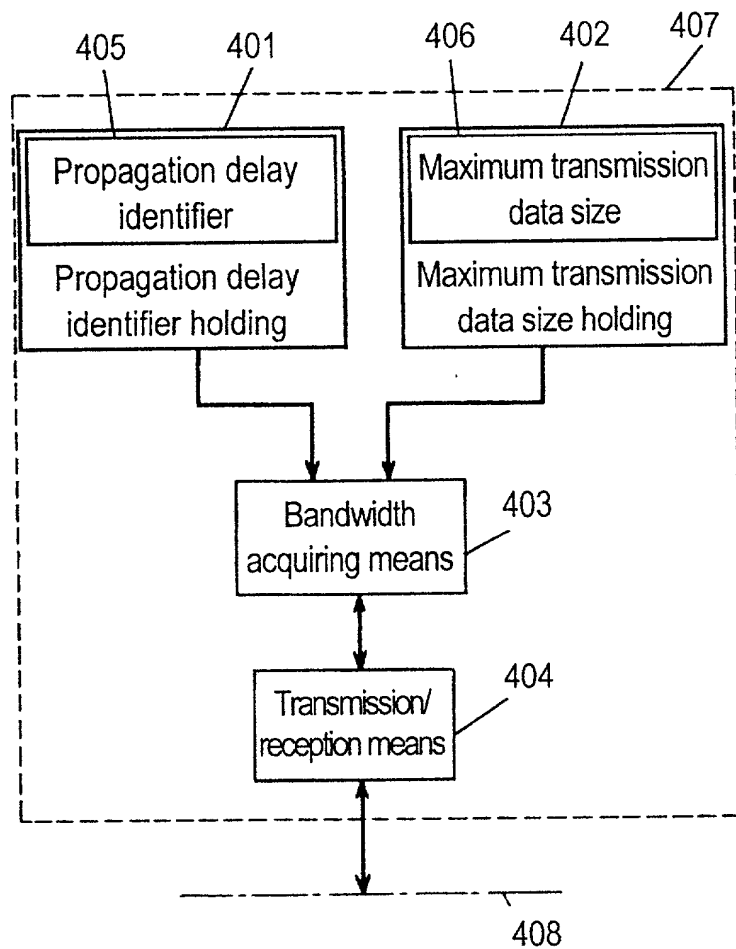 405 401 406 402 407
Propagation delay
identifier
Propagation delay
identifier holding
Maximum transmission
data size
Maximum transmission
data size holding
Bandwidth
acquiring means
403
Transmission/
reception means
404
408